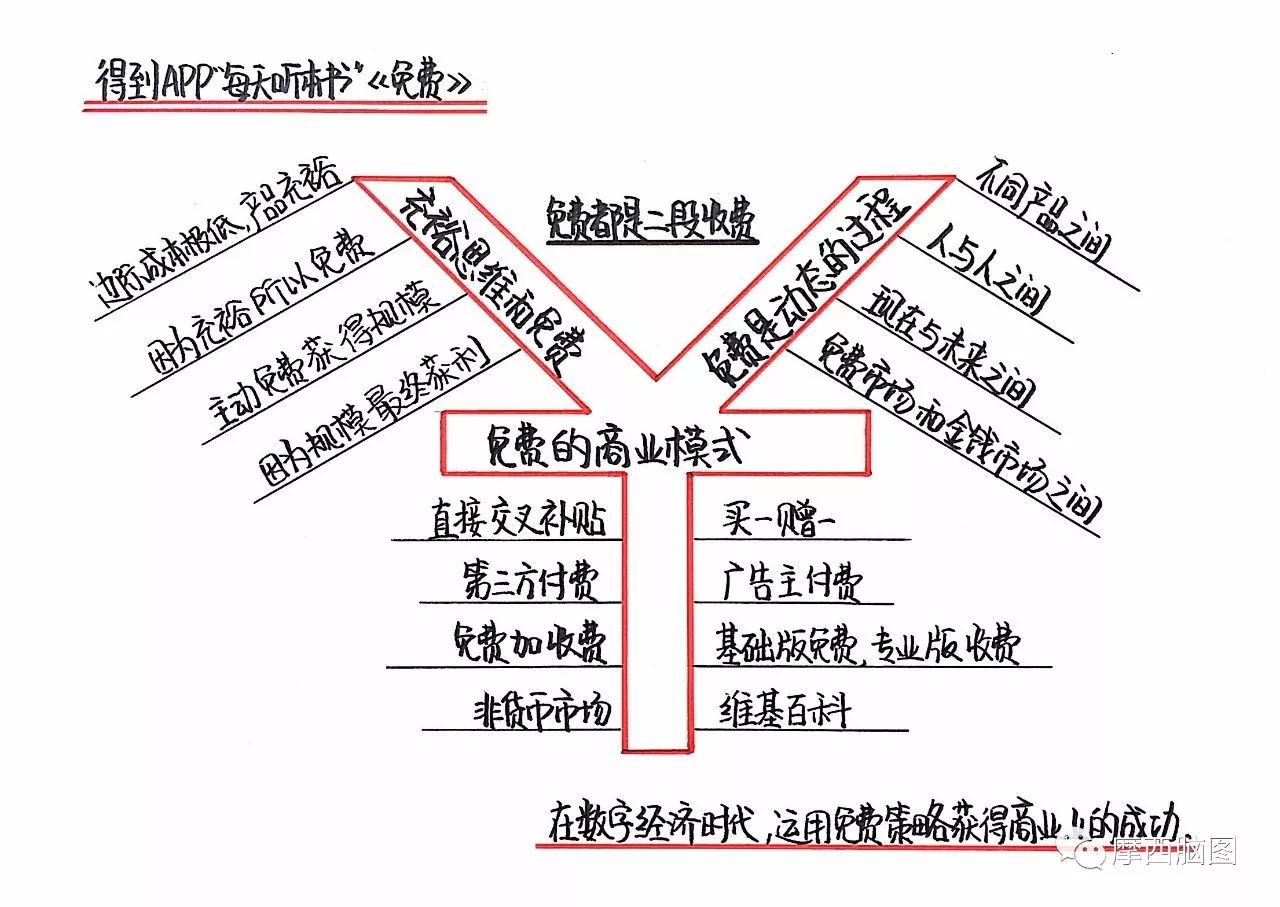 得到APP"每天听本书"《免费》
免费都是二段收费
充裕思维和免费
边际成本极低,产品充裕
因为充裕所以免费
主动免费获得规模
因为规模最终获利
免费是动态的过程
不同产品之间
人与人之间
现在与未来之间
免费市场和金钱市场之间
免费的商业模式
直接交叉补贴 买一赠一
第三方付费 广告主付费
免费加收费 基础版免费,专业版收费
非货币市场 维基百科
在数字经济时代,运用免费策略获得商业上的成功.
摩西脑图